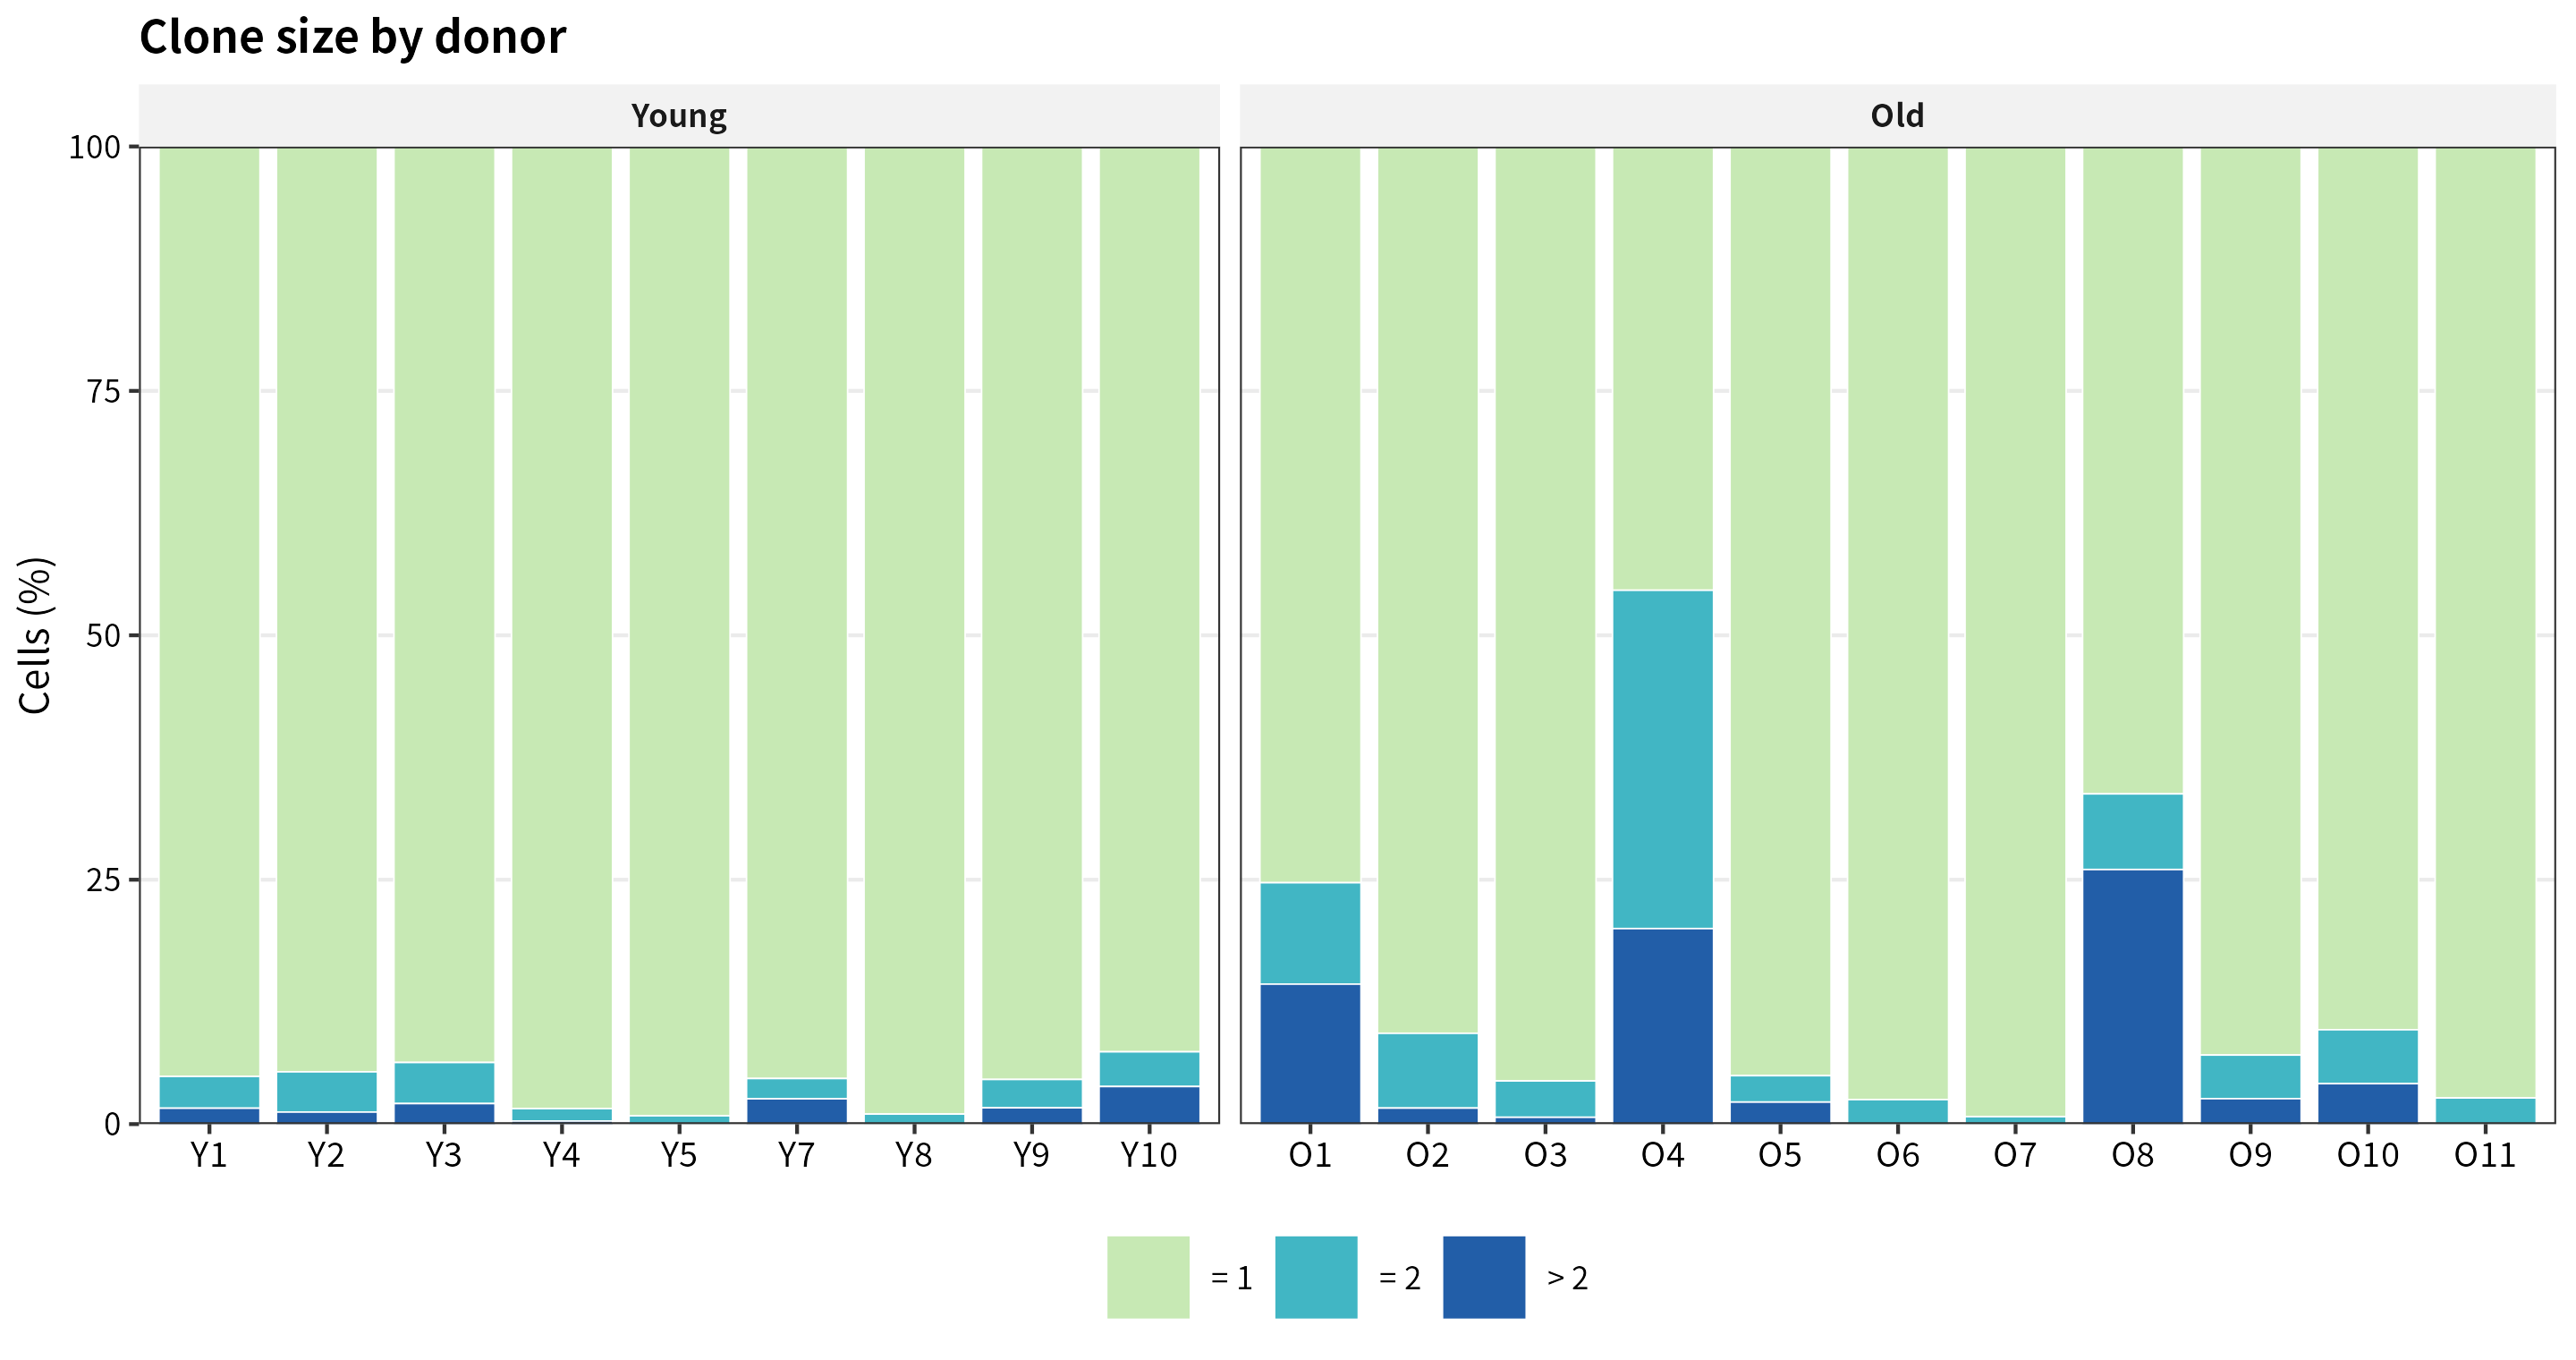 Clone size by donor
Young
Old
100
75
50
25
0
Cells (%)
Y1 Y2 Y3 Y4 Y5 Y7 Y8 Y9 Y10
O1 O2 O3 O4 O5 O6 O7 O8 O9 O10 O11
= 1 = 2 > 2